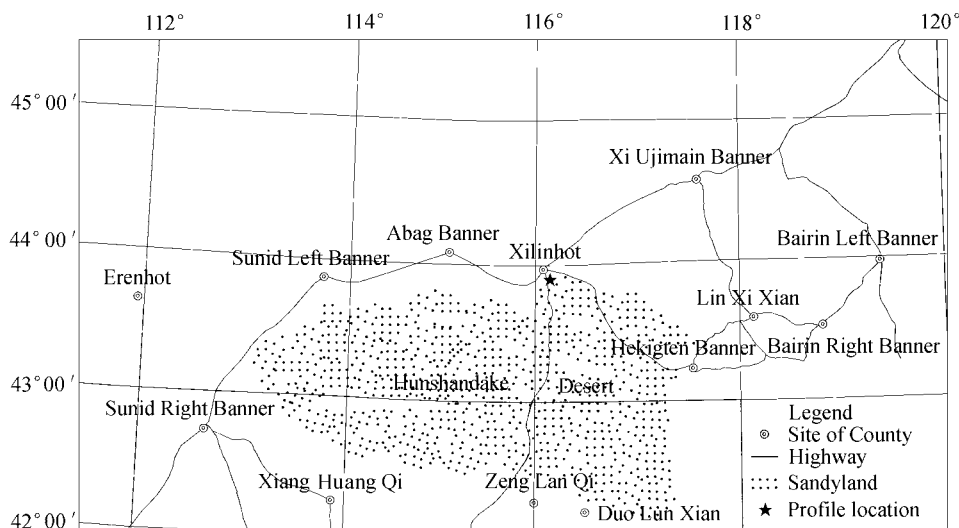 112°
114°
116°
118°
120°
45° 00′
Xi Ujimain Banner
44° 00′
Abag Banner
Xilinhot
Bairin Left Banner
Sunid Left Banner
Erenhot
Lin Xi Xian
Hekigten Banner
Bairin Right Banner
43° 00′
Hunshandake
Desert
Sunid Right Banner
Legend
Site of County
Highway
Sandyland
Profile location
Xiang Huang Qi
Zeng Lan Qi
Duo Lun Xian
42° 00′